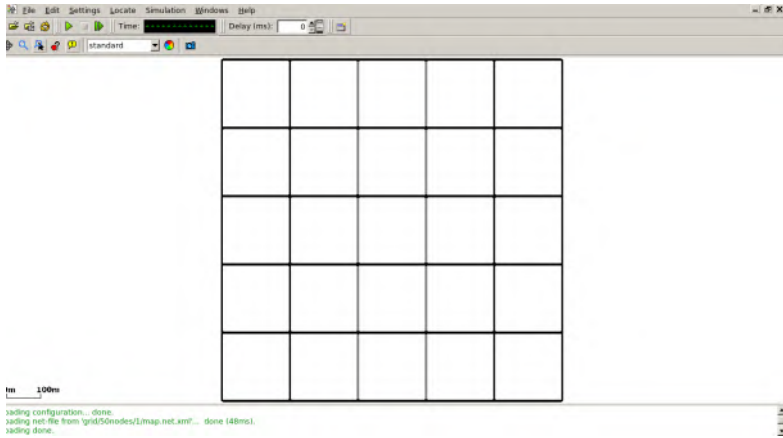 File Edit Settings Locate Simulation Windows Help
Time: Delay (ms): 0
standard
0m 100m
oading configuration... done.
oading net-file from 'grid/50nodes/1/map.net.xml'... done (48ms).
oading done.